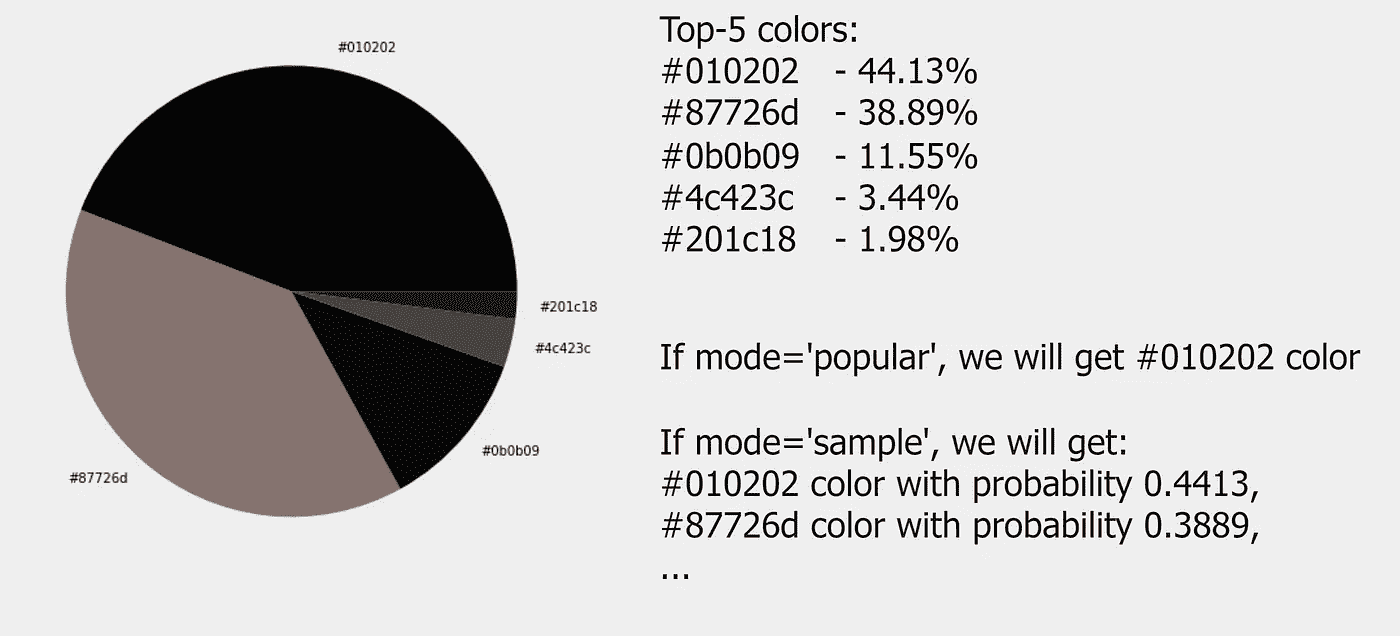 #010202
#201c18
#4c423c
#0b0b09
#87726d
Top-5 colors:
#010202 - 44.13%
#87726d - 38.89%
#0b0b09 - 11.55%
#4c423c - 3.44%
#201c18 - 1.98%
If mode='popular', we will get #010202 color
If mode='sample', we will get:
#010202 color with probability 0.4413,
#87726d color with probability 0.3889,
...